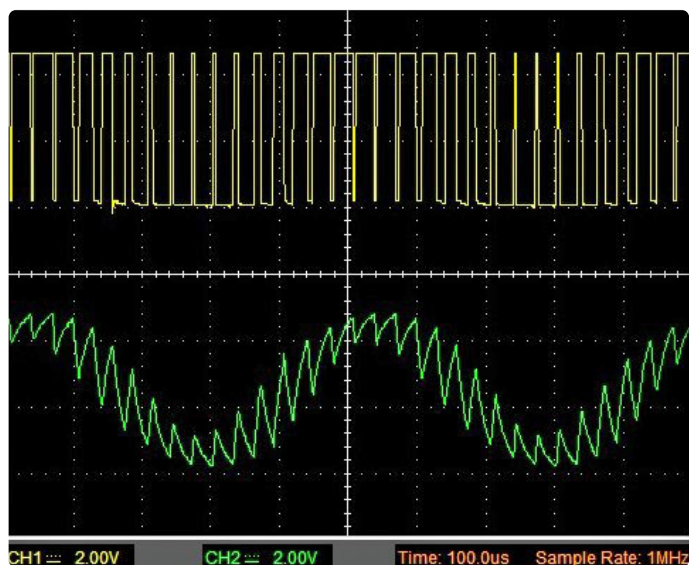 CH1 ⎓ 2.00V CH2 ⎓ 2.00V Time: 100.0us Sample Rate: 1MHz